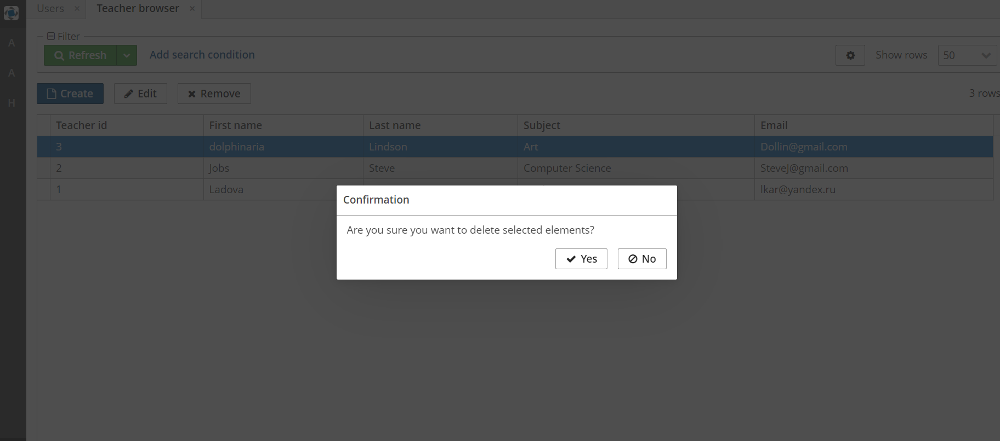 Users × Teacher browser ×
A
A
H
Filter
Refresh Add search condition Show rows 50
Create Edit Remove 3 rows
Teacher id First name Last name Subject Email
3 dolphinaria Lindson Art Dollin@gmail.com
2 Jobs Steve Computer Science SteveJ@gmail.com
1 Ladova lkar@yandex.ru
Confirmation
Are you sure you want to delete selected elements?
Yes No